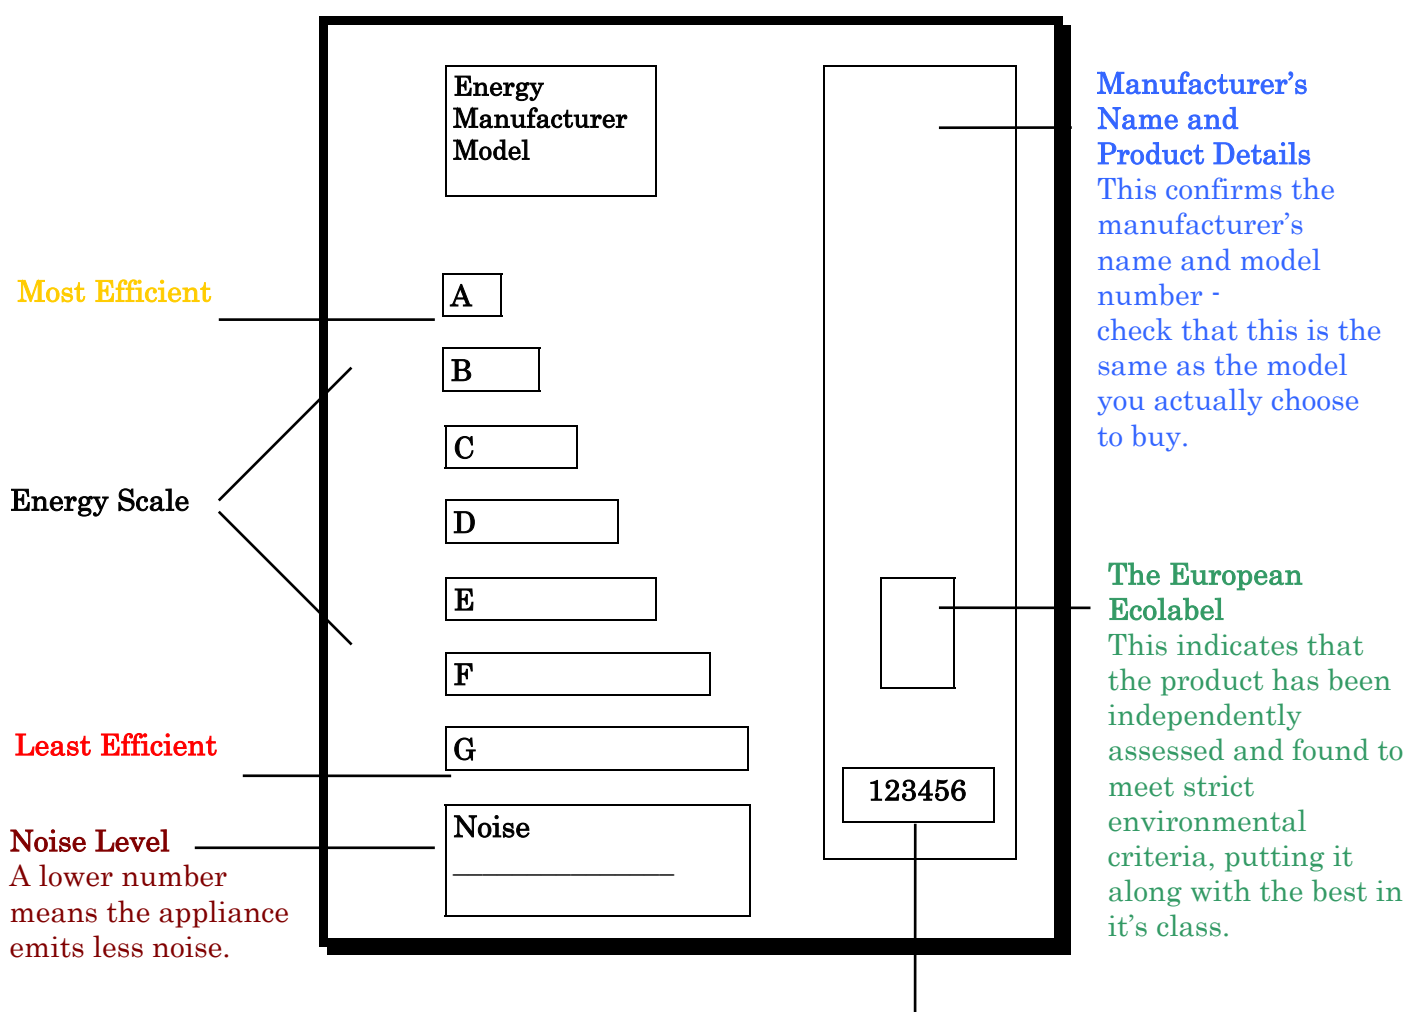 Energy
Manufacturer
Model
Most Efficient
A
B
C
Energy Scale
D
E
F
Least Efficient
G
Noise Level
A lower number
means the appliance
emits less noise.
Noise
123456
Manufacturer’s
Name and
Product Details
This confirms the
manufacturer’s
name and model
number -
check that this is the
same as the model
you actually choose
to buy.
The European
Ecolabel
This indicates that
the product has been
independently
assessed and found to
meet strict
environmental
criteria, putting it
along with the best in
it’s class.